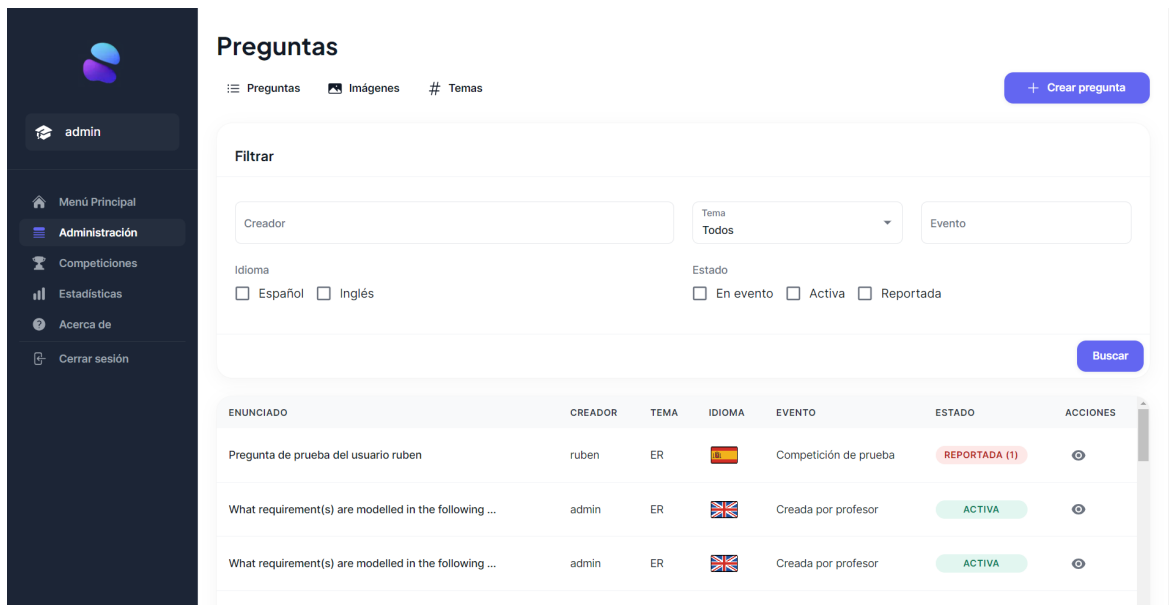 Preguntas
Preguntas Imágenes # Temas
+ Crear pregunta
admin
Filtrar
Menú Principal
Administración
Competiciones
Estadísticas
Acerca de
Cerrar sesión
Creador
Tema
Todos
Evento
Idioma
Español Inglés
Estado
En evento Activa Reportada
Buscar
ENUNCIADO CREADOR TEMA IDIOMA EVENTO ESTADO ACCIONES
Pregunta de prueba del usuario ruben ruben ER Competición de prueba REPORTADA (1)
What requirement(s) are modelled in the following ... admin ER Creada por profesor ACTIVA
What requirement(s) are modelled in the following ... admin ER Creada por profesor ACTIVA